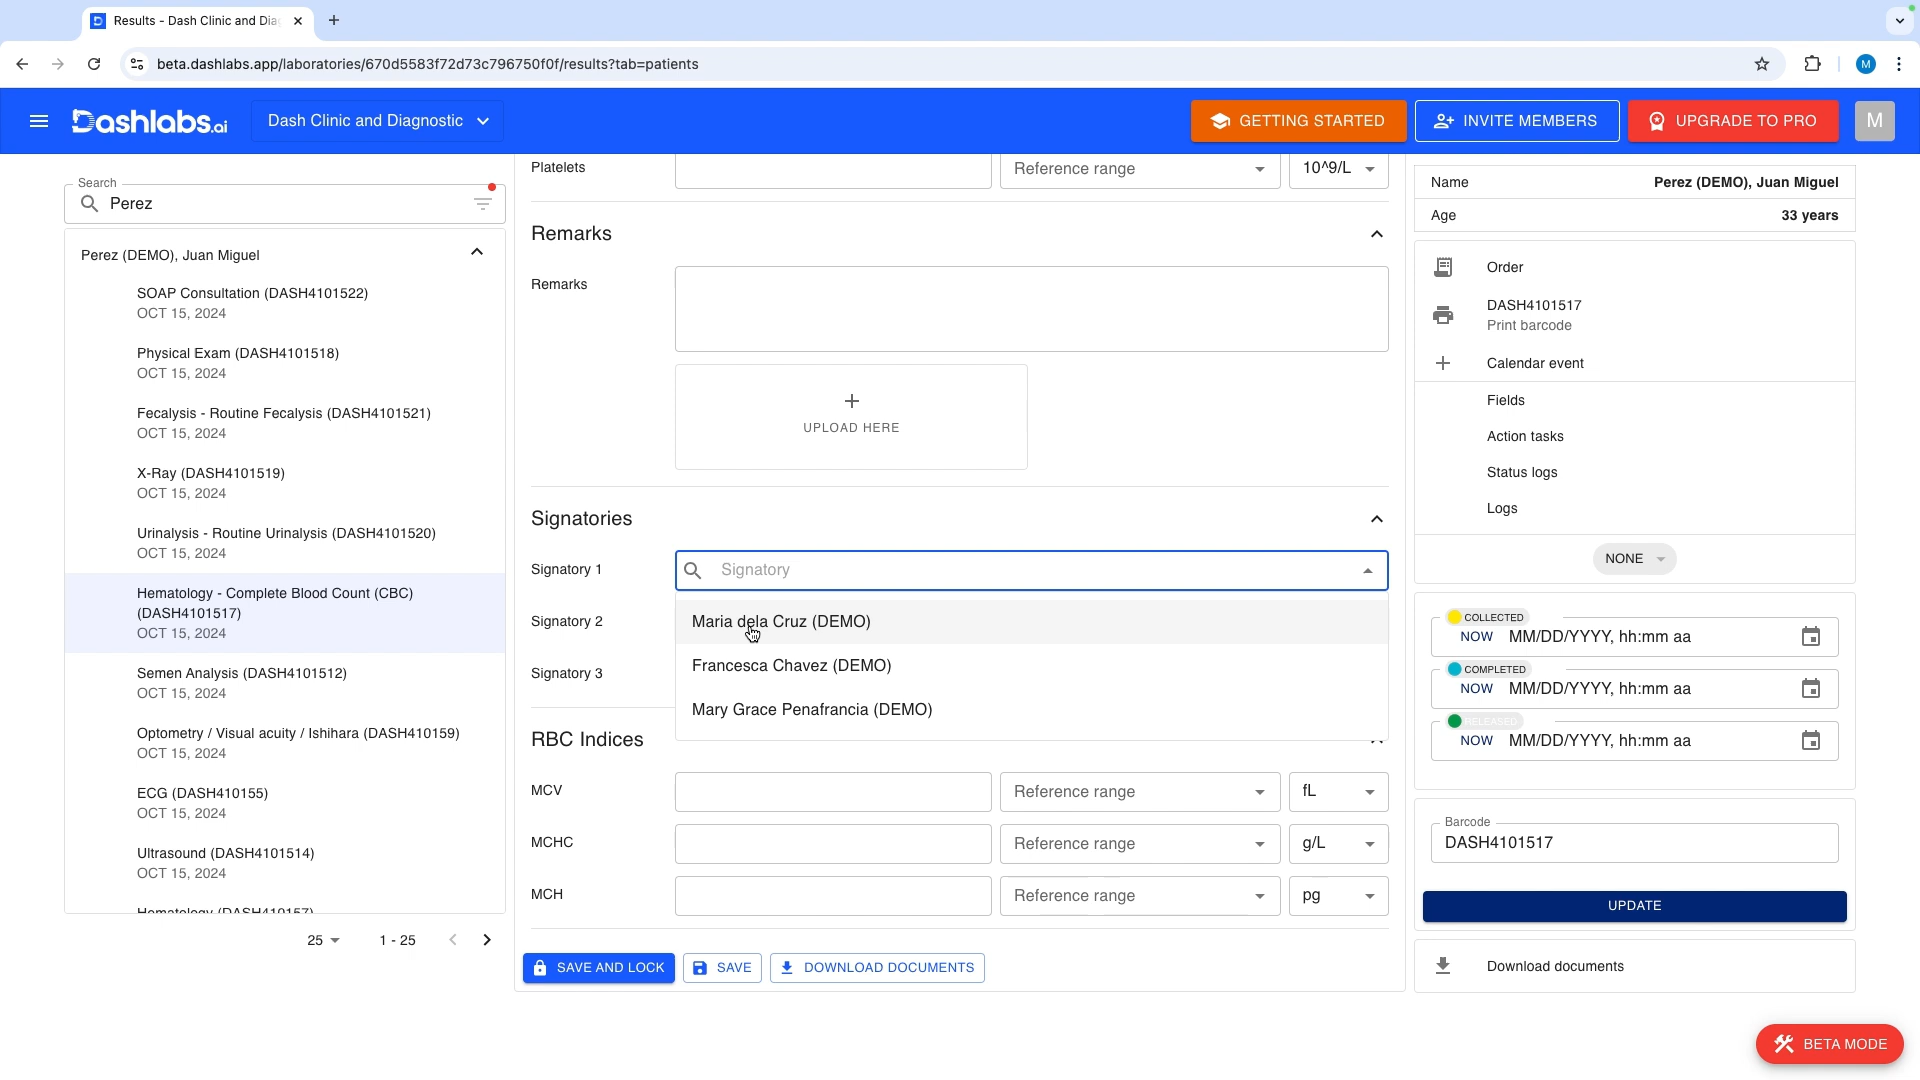 Results - Dash Clinic and Dia
beta.dashlabs.app/laboratories/670d5583f72d73c796750f0f/results?tab=patients
M
Dashlabs.ai
Dash Clinic and Diagnostic
GETTING STARTED
INVITE MEMBERS
UPGRADE TO PRO
M
Search
Perez
Perez (DEMO), Juan Miguel
SOAP Consultation (DASH4101522)
OCT 15, 2024
Physical Exam (DASH4101518)
OCT 15, 2024
Fecalysis - Routine Fecalysis (DASH4101521)
OCT 15, 2024
X-Ray (DASH4101519)
OCT 15, 2024
Urinalysis - Routine Urinalysis (DASH4101520)
OCT 15, 2024
Hematology - Complete Blood Count (CBC)
(DASH4101517)
OCT 15, 2024
Semen Analysis (DASH4101512)
OCT 15, 2024
Optometry / Visual acuity / Ishihara (DASH410159)
OCT 15, 2024
ECG (DASH410155)
OCT 15, 2024
Ultrasound (DASH4101514)
OCT 15, 2024
Hematology (DASH410157)
25
1 - 25
Platelets
Reference range
10^9/L
Remarks
Remarks
UPLOAD HERE
Signatories
Signatory 1
Signatory
Signatory 2
Maria dela Cruz (DEMO)
Francesca Chavez (DEMO)
Signatory 3
Mary Grace Penafrancia (DEMO)
RBC Indices
MCV
Reference range
fL
MCHC
Reference range
g/L
MCH
Reference range
pg
SAVE AND LOCK
SAVE
DOWNLOAD DOCUMENTS
Name
Perez (DEMO), Juan Miguel
Age
33 years
Order
DASH4101517
Print barcode
Calendar event
Fields
Action tasks
Status logs
Logs
NONE
COLLECTED
NOW
MM/DD/YYYY, hh:mm aa
COMPLETED
NOW
MM/DD/YYYY, hh:mm aa
RELEASED
NOW
MM/DD/YYYY, hh:mm aa
Barcode
DASH4101517
UPDATE
Download documents
BETA MODE